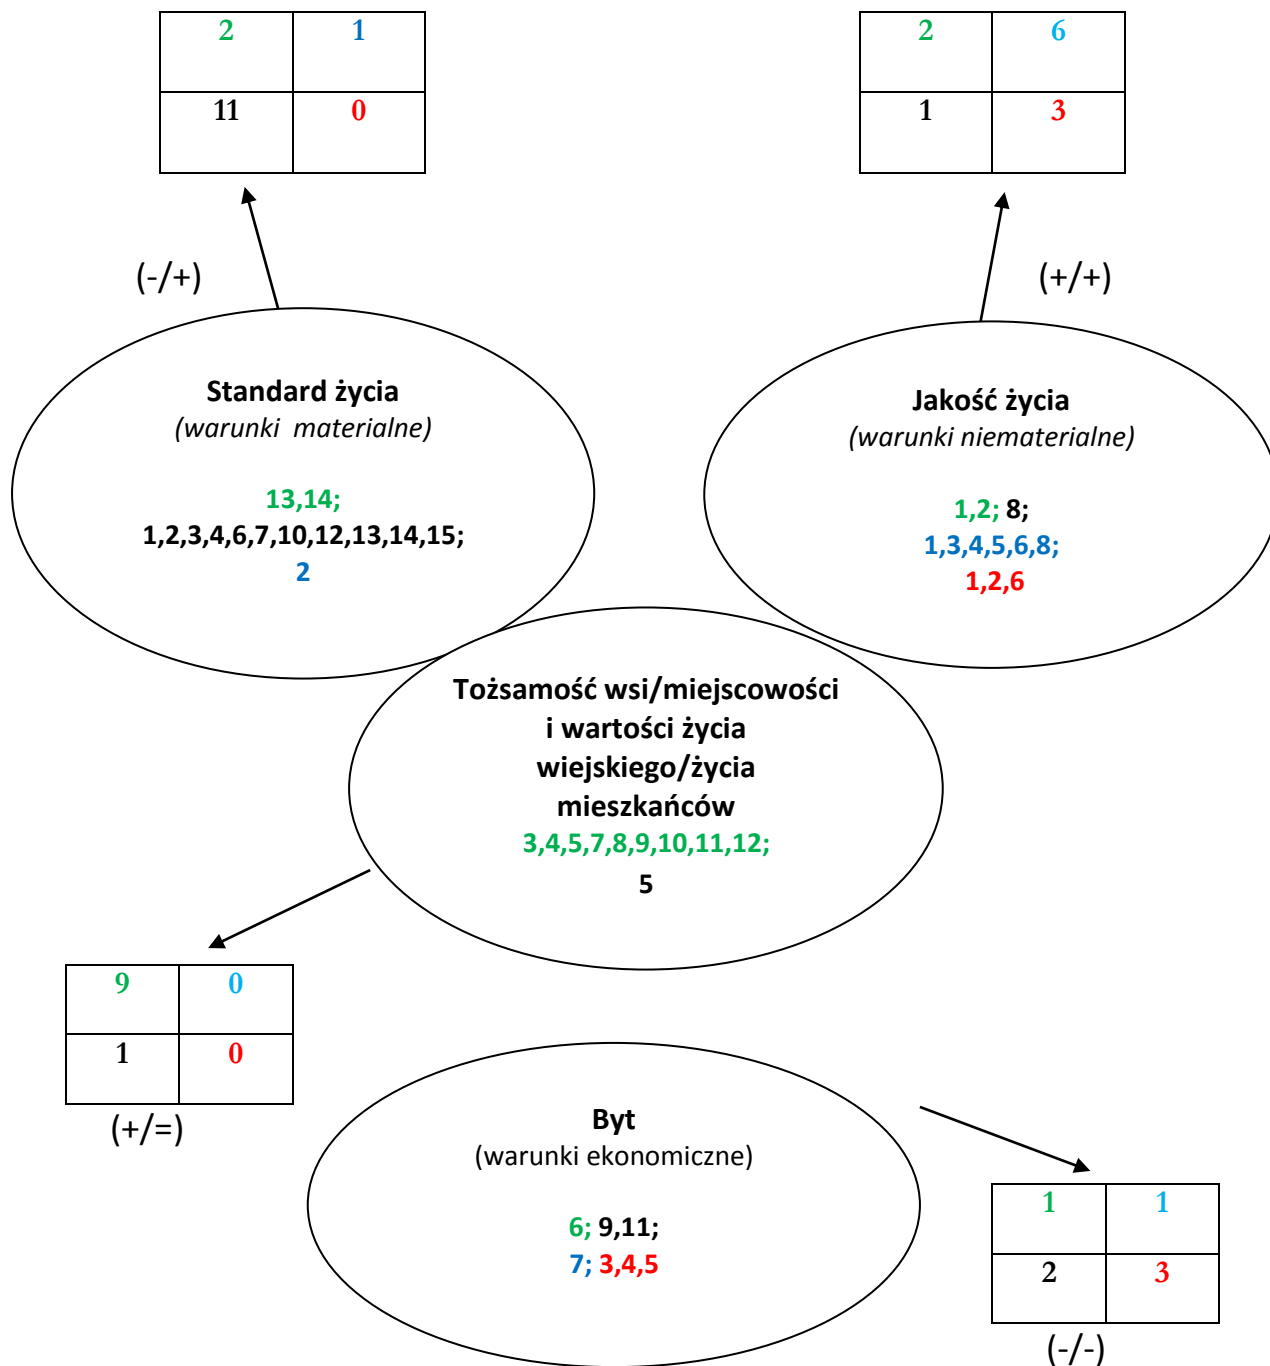 2 1
11 0
2 6
1 3
(-/+)
(+/+)
Standard życia
(warunki materialne)
13,14;
1,2,3,4,6,7,10,12,13,14,15;
2
Jakość życia
(warunki niematerialne)
1,2; 8;
1,3,4,5,6,8;
1,2,6
Tożsamość wsi/miejscowości
i wartości życia
wiejskiego/życia
mieszkańców
3,4,5,7,8,9,10,11,12;
5
9 0
1 0
(+/=)
Byt
(warunki ekonomiczne)
6; 9,11;
7; 3,4,5
1 1
2 3
(-/-)